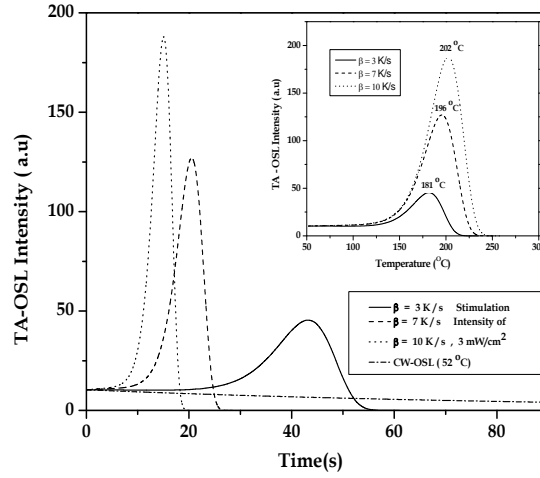 200
150
100
50
0
TA-OSL Intensity ( a.u)
0
20
40
60
80
Time(s)
β = 3 K/s
β = 7 K/s
β = 10 K/s
202 °C
196 °C
181 °C
200
150
100
50
0
TA - OSL Intensity ( a.u)
50
100
150
200
250
300
Temperature (°C)
β = 3 K/s Stimulation
β = 7 K/s Intensity of
β = 10 K/s , 3 mW/cm²
CW-OSL ( 52 °C)